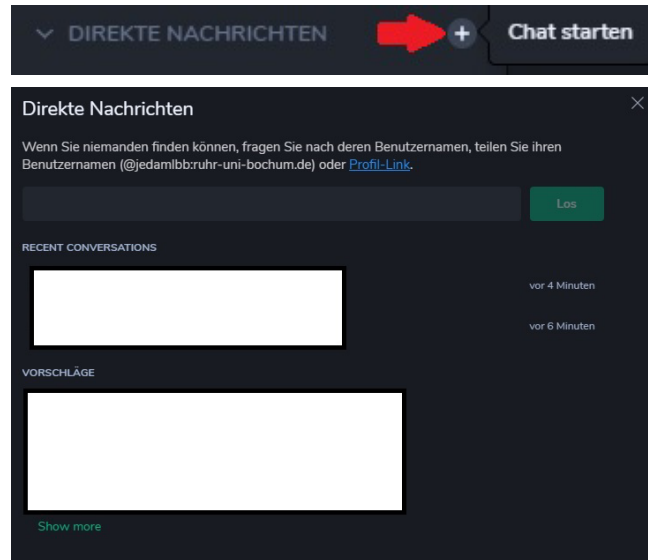 DIREKTE NACHRICHTEN
+
Chat starten
Direkte Nachrichten
Wenn Sie niemanden finden können, fragen Sie nach deren Benutzernamen, teilen Sie ihren
Benutzernamen (@jedamlbb:ruhr-uni-bochum.de) oder Profil-Link.
Los
RECENT CONVERSATIONS
vor 4 Minuten
vor 6 Minuten
VORSCHLÄGE
Show more